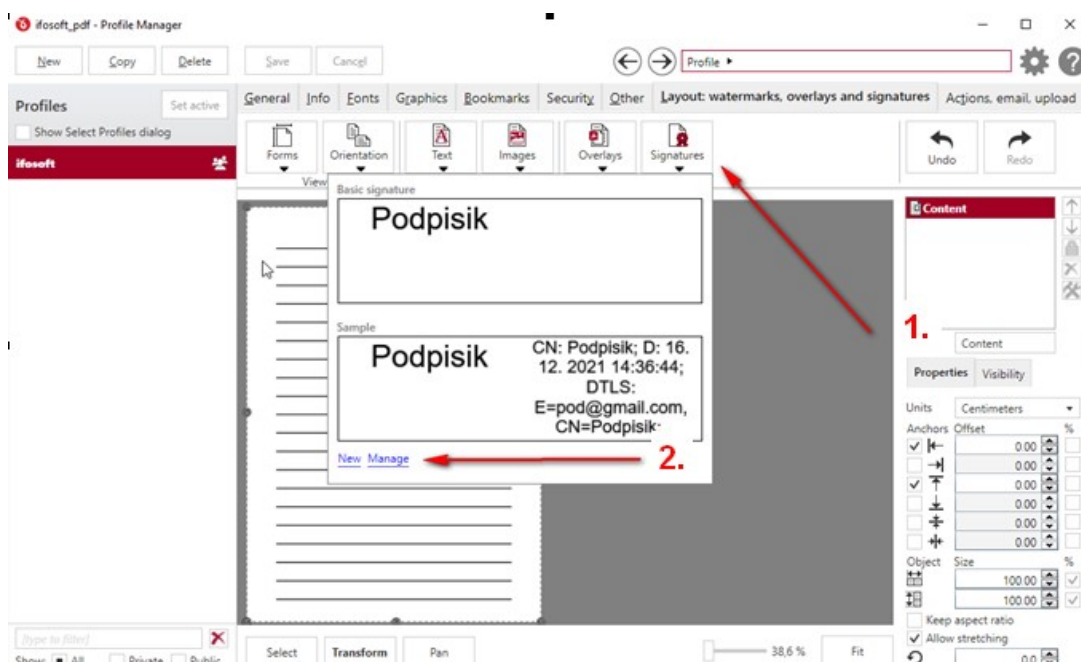 ifosoft_pdf - Profile Manager
New Copy Delete Save Cancel Profile
Profiles Set active
Show Select Profiles dialog
ifosoft
General Info Fonts Graphics Bookmarks Security Other Layout: watermarks, overlays and signatures Actions, email, upload
Forms Orientation Text Images Overlays Signatures Undo Redo
View
Basic signature
Podpisik
Sample
Podpisik
CN: Podpisik; D: 16.
12. 2021 14:36:44;
DTLS:
E=pod@gmail.com,
CN=Podpisik;
New Manage
1.
2.
Content
Content
Properties Visibility
Units Centimeters
Anchors Offset %
0.00
0.00
0.00
0.00
0.00
0.00
Object Size %
100.00
100.00
Keep aspect ratio
Allow stretching
0.0
[type to filter]
Show: All Private Public
Select Transform Pan 38,6 % Fit